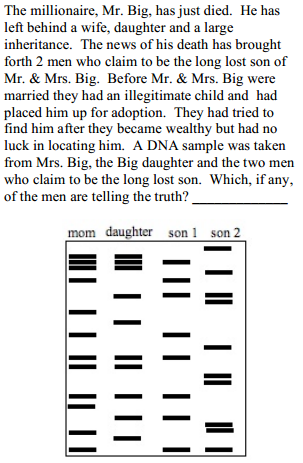 The millionaire, Mr. Big, has just died. He has
left behind a wife, daughter and a large
inheritance. The news of his death has brought
forth 2 men who claim to be the long lost son of
Mr. & Mrs. Big. Before Mr. & Mrs. Big were
married they had an illegitimate child and had
placed him up for adoption. They had tried to
find him after they became wealthy but had no
luck in locating him. A DNA sample was taken
from Mrs. Big, the Big daughter and the two men
who claim to be the long lost son. Which, if any,
of the men are telling the truth? ______________
mom daughter son 1 son 2